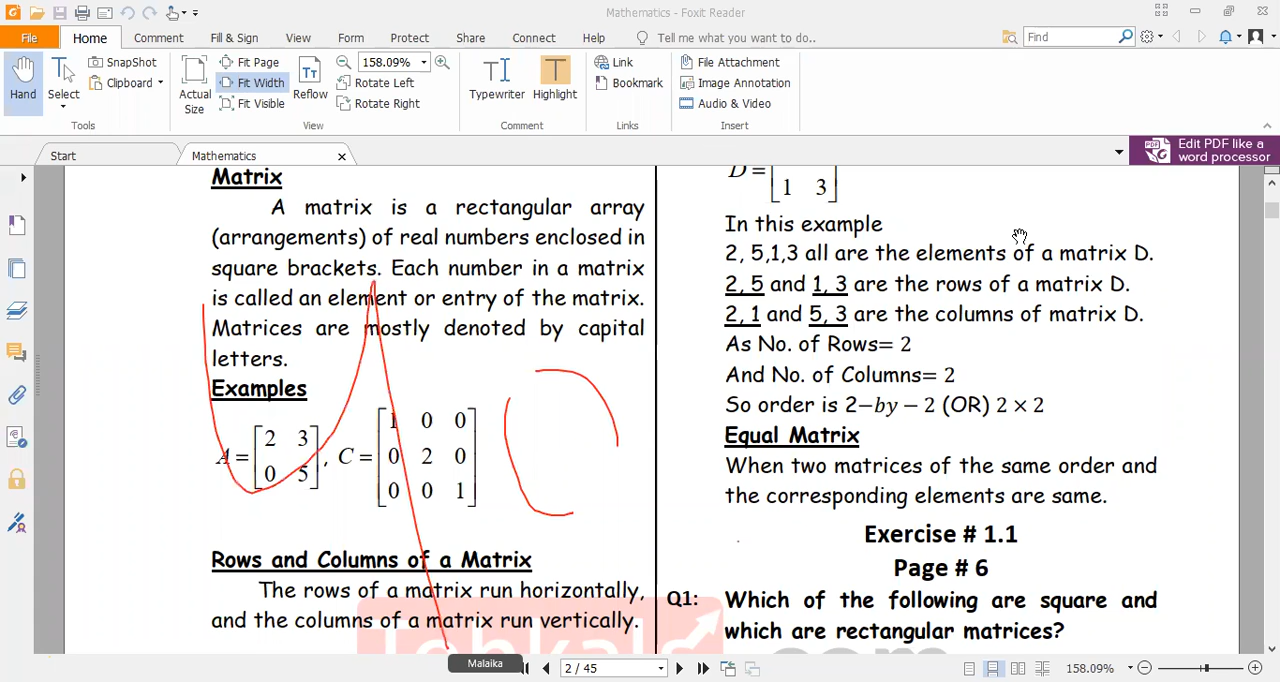 Mathematics - Foxit Reader
File Home Comment Fill & Sign View Form Protect Share Connect Help Tell me what you want to do.. Find
Hand
Select
SnapShot
Clipboard
Tools
Actual Size
Fit Page
Fit Width
Fit Visible
Reflow
158.09%
Rotate Left
Rotate Right
View
Typewriter
Highlight
Comment
Link
Bookmark
Links
File Attachment
Image Annotation
Audio & Video
Insert
Start
Mathematics
Edit PDF like a
word processor
Matrix
A matrix is a rectangular array
(arrangements) of real numbers enclosed in
square brackets. Each number in a matrix
is called an element or entry of the matrix.
Matrices are mostly denoted by capital
letters.
Examples
A = [2 3
0 5], C = [1 0 0
0 2 0
0 0 1]
Rows and Columns of a Matrix
The rows of a matrix run horizontally,
and the columns of a matrix run vertically.
D = [
1 3]
In this example
2, 5,1,3 all are the elements of a matrix D.
2, 5 and 1, 3 are the rows of a matrix D.
2, 1 and 5, 3 are the columns of matrix D.
As No. of Rows= 2
And No. of Columns= 2
So order is 2−by − 2 (OR) 2 × 2
Equal Matrix
When two matrices of the same order and
the corresponding elements are same.
Exercise # 1.1
Page # 6
Q1: Which of the following are square and
which are rectangular matrices?
Malaika
2 / 45
158.09%